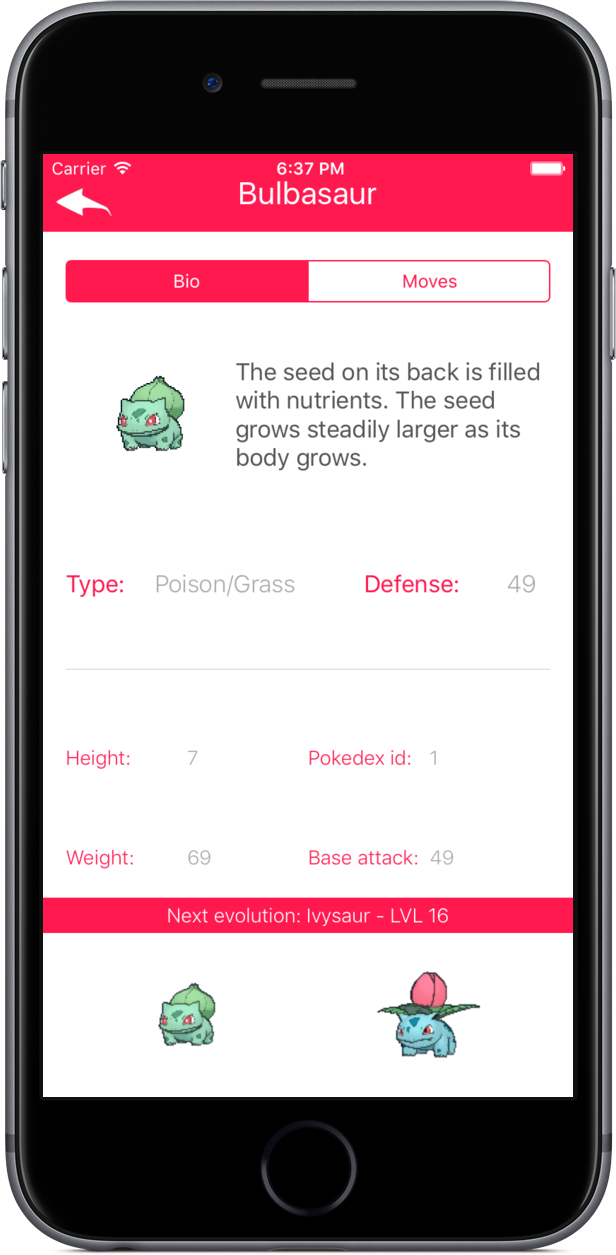 Carrier 6:37 PM
Bulbasaur
Bio Moves
The seed on its back is filled
with nutrients. The seed
grows steadily larger as its
body grows.
Type: Poison/Grass Defense: 49
Height: 7 Pokedex id: 1
Weight: 69 Base attack: 49
Next evolution: Ivysaur - LVL 16